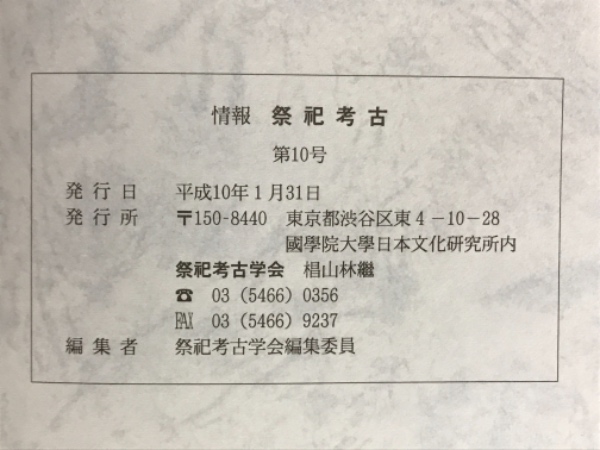 情報 祭祀考古
第10号
発行日 平成10年1月31日
発行所 〒150-8440 東京都渋谷区東4-10-28
國學院大學日本文化研究所内
祭祀考古学会 椙山林繼
☎ 03 (5466) 0356
FAX 03 (5466) 9237
編集者 祭祀考古学会編集委員